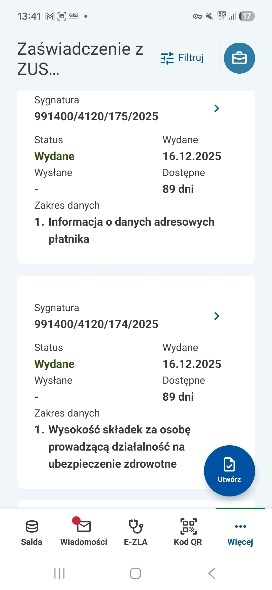 13:41
17
Zaświadczenie z
ZUS...
Filtruj
Sygnatura
991400/4120/175/2025
Status
Wydane
Wydane
16.12.2025
Wysłane
Dostępne
-
89 dni
Zakres danych
1. Informacja o danych adresowych
płatnika
Sygnatura
991400/4120/174/2025
Status
Wydane
Wydane
16.12.2025
Wysłane
Dostępne
-
89 dni
Zakres danych
1. Wysokość składek za osobę
prowadzącą działalność na
ubezpieczenie zdrowotne
Utwórz
Salda
Wiadomości
E-ZLA
Kod QR
Więcej